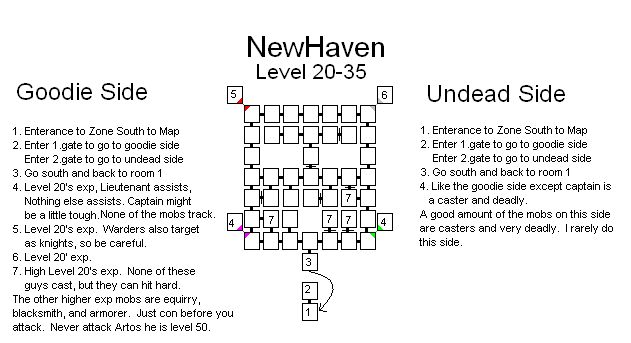 NewHaven
Level 20-35
Goodie Side
1. Enterance to Zone South to Map
2. Enter 1.gate to go to goodie side
Enter 2.gate to go to undead side
3. Go south and back to room 1
4. Level 20's exp, Lieutenant assists,
Nothing else assists. Captain might
be a little tough. None of the mobs track.
5. Level 20's exp. Warders also target
as knights, so be careful.
6. Level 20' exp.
7. High Level 20's exp. None of these
guys cast, but they can hit hard.
The other higher exp mobs are equirry,
blacksmith, and armorer. Just con before you
attack. Never attack Artos he is level 50.
5
6
7
4
7
7
7
4
3
2
1
Undead Side
1. Enterance to Zone South to Map
2. Enter 1.gate to go to goodie side
Enter 2.gate to go to undead side
3. Go south and back to room 1
4. Like the goodie side except captain is
a caster and deadly.
A good amount of the mobs on this side
are casters and very deadly. I rarely do
this side.